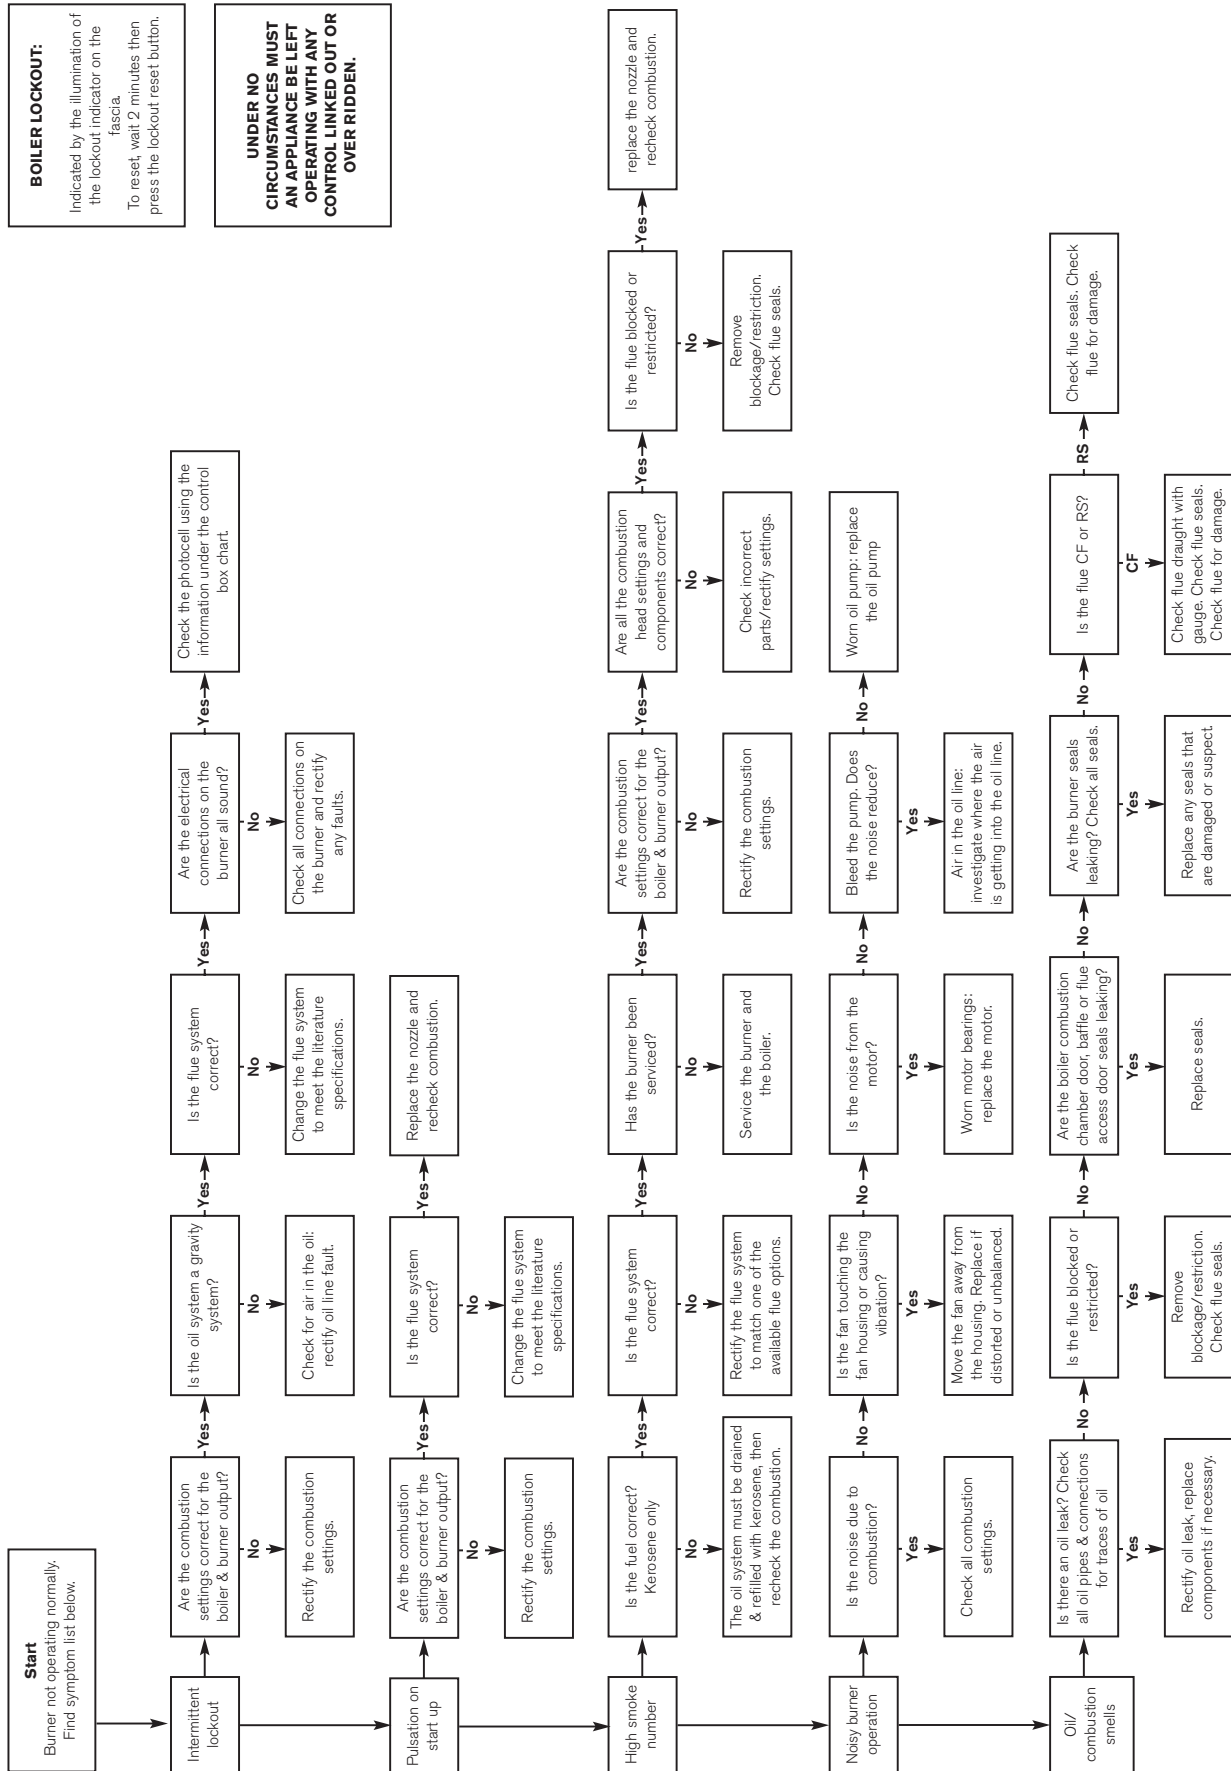 Start
Burner not operating normally.
Find symptom list below.
BOILER LOCKOUT:
Indicated by the illumination of
the lockout indicator on the
fascia.
To reset, wait 2 minutes then
press the lockout reset button.
UNDER NO
CIRCUMSTANCES MUST
AN APPLIANCE BE LEFT
OPERATING WITH ANY
CONTROL LINKED OUT OR
OVER RIDDEN.
Intermittent
lockout
Are the combustion
settings correct for the
boiler & burner output?
Yes
Is the oil system a gravity
system?
Yes
Is the flue system
correct?
Yes
Are the electrical
connections on the
burner all sound?
Yes
Check the photocell using the
information under the control
box chart.
No
Rectify the combustion
settings.
No
Check for air in the oil:
rectify oil line fault.
No
Change the flue system
to meet the literature
specifications.
No
Check all connections on
the burner and rectify
any faults.
Pulsation on
start up
Are the combustion
settings correct for the
boiler & burner output?
Yes
Is the flue system
correct?
Yes
Replace the nozzle and
recheck combustion.
No
Rectify the combustion
settings.
No
Change the flue system
to meet the literature
specifications.
High smoke
number
Is the fuel correct?
Kerosene only
Yes
Is the flue system
correct?
Yes
Has the burner been
serviced?
Yes
Are the combustion
settings correct for the
boiler & burner output?
Yes
Are all the combustion
head settings and
components correct?
Yes
Is the flue blocked or
restricted?
Yes
replace the nozzle and
recheck combustion.
No
The oil system must be drained
& refilled with kerosene, then
recheck the combustion.
No
Rectify the flue system
to match one of the
available flue options.
No
Service the burner and
the boiler.
No
Rectify the combustion
settings.
No
Check incorrect
parts/rectify settings.
No
Remove
blockage/restriction.
Check flue seals.
Noisy burner
operation
Is the noise due to
combustion?
No
Is the fan touching the
fan housing or causing
vibration?
No
Is the noise from the
motor?
No
Bleed the pump. Does
the noise reduce?
No
Worn oil pump: replace
the oil pump
Yes
Check all combustion
settings.
Yes
Move the fan away from
the housing. Replace if
distorted or unbalanced.
Yes
Worn motor bearings:
replace the motor.
Yes
Air in the oil line:
investigate where the air
is getting into the oil line.
Oil/
combustion
smells
Is there an oil leak? Check
all oil pipes & connections
for traces of oil
No
Is the flue blocked or
restricted?
No
Are the boiler combustion
chamber door, baffle or flue
access door seals leaking?
No
Are the burner seals
leaking? Check all seals.
No
Is the flue CF or RS?
RS
Check flue seals. Check
flue for damage.
Yes
Rectify oil leak, replace
components if necessary.
Yes
Remove
blockage/restriction.
Check flue seals.
Yes
Replace seals.
Yes
Replace any seals that
are damaged or suspect.
CF
Check flue draught with
gauge. Check flue seals.
Check flue for damage.